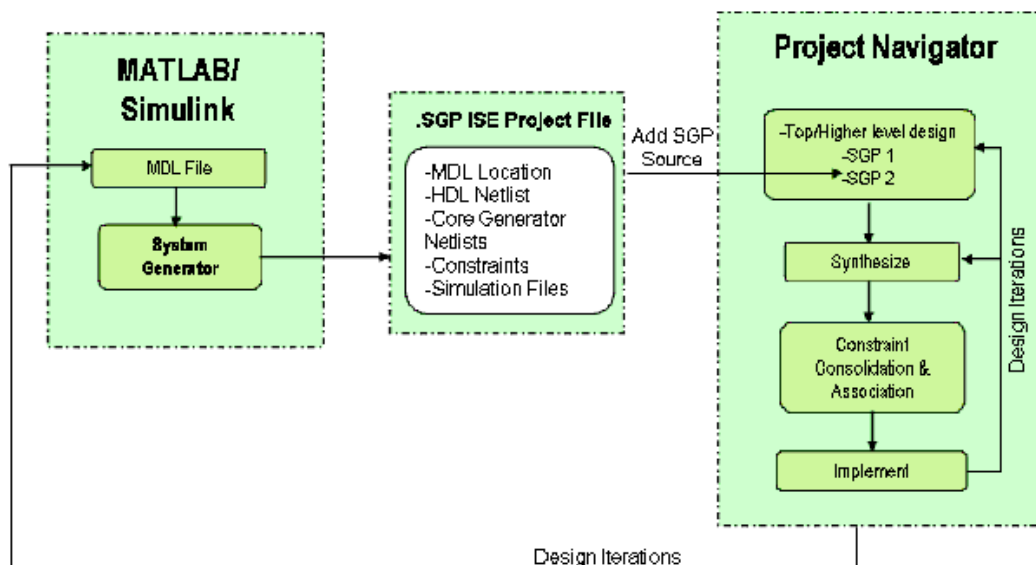 MATLAB/
Simulink
MDL File
System
Generator
.SGP ISE Project File
-MDL Location
-HDL Netlist
-Core Generator
Netlists
-Constraints
-Simulation Files
Add SGP
Source
Project Navigator
-Top/Higher level design
-SGP 1
-SGP 2
Synthesize
Constraint
Consolidation &
Association
Implement
Design Iterations
Design Iterations